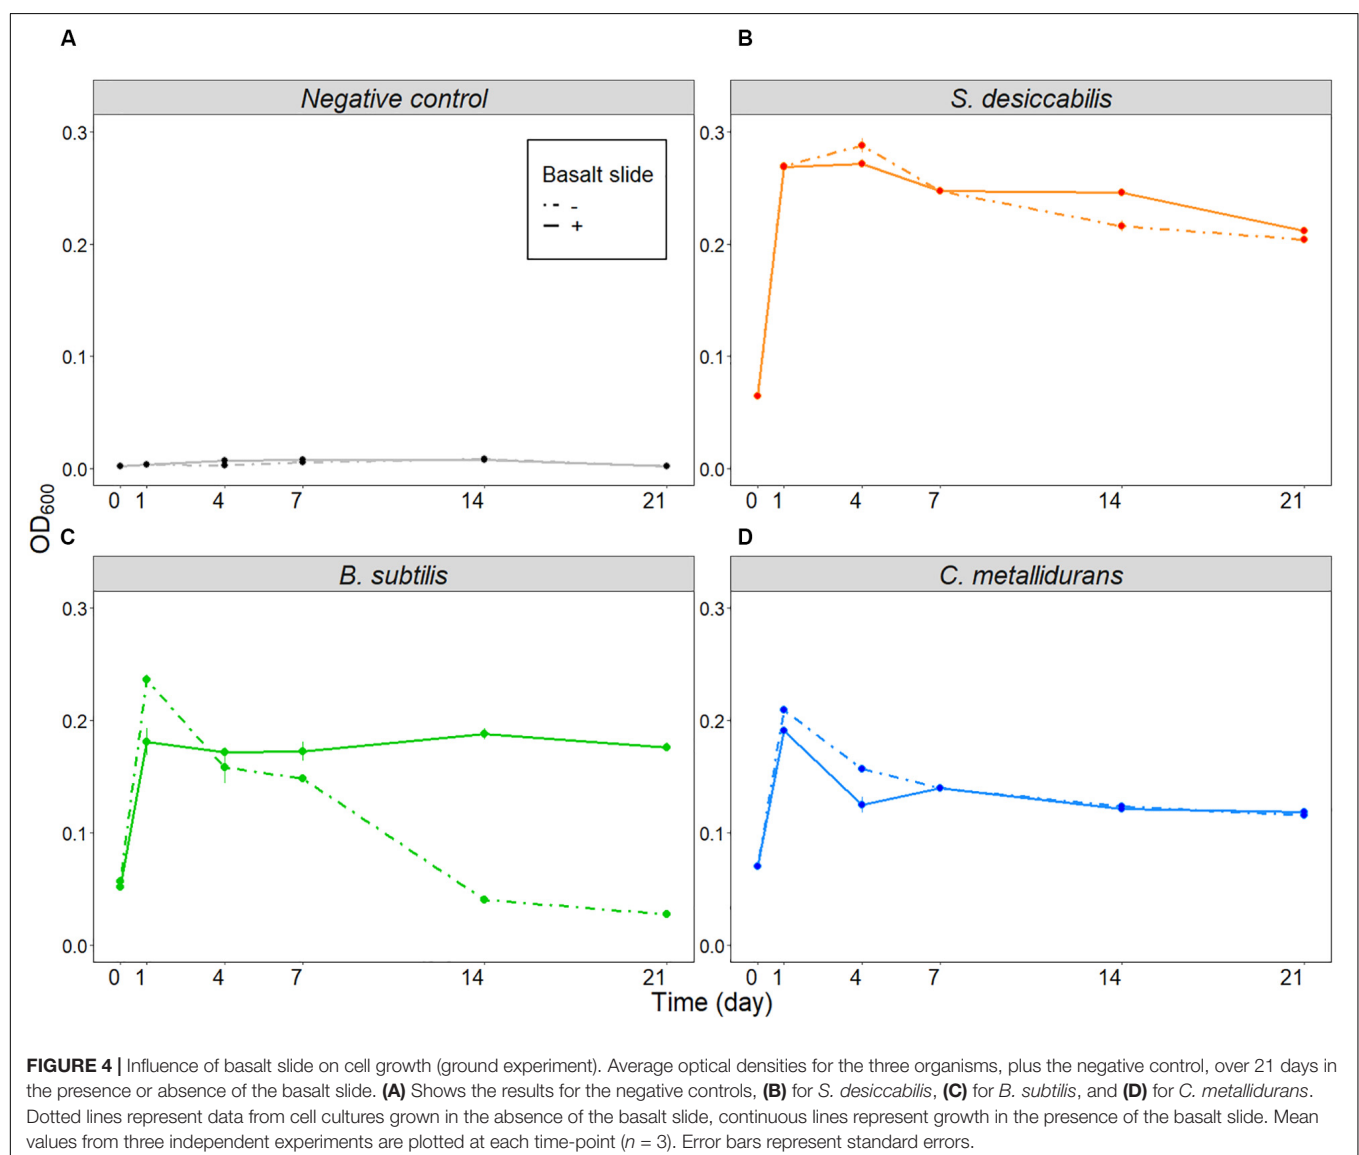 A
Negative control
0.3
0.2
0.1
0.0
Basalt slide
-
+
0 1 4 7 14 21
B
S. desiccabilis
0.3
0.2
0.1
0.0
0 1 4 7 14 21
OD600
C
B. subtilis
0.3
0.2
0.1
0.0
0 1 4 7 14 21
D
C. metallidurans
0.3
0.2
0.1
0.0
0 1 4 7 14 21
Time (day)
FIGURE 4 | Influence of basalt slide on cell growth (ground experiment). Average optical densities for the three organisms, plus the negative control, over 21 days in
the presence or absence of the basalt slide. (A) Shows the results for the negative controls, (B) for S. desiccabilis, (C) for B. subtilis, and (D) for C. metallidurans.
Dotted lines represent data from cell cultures grown in the absence of the basalt slide, continuous lines represent growth in the presence of the basalt slide. Mean
values from three independent experiments are plotted at each time-point (n = 3). Error bars represent standard errors.